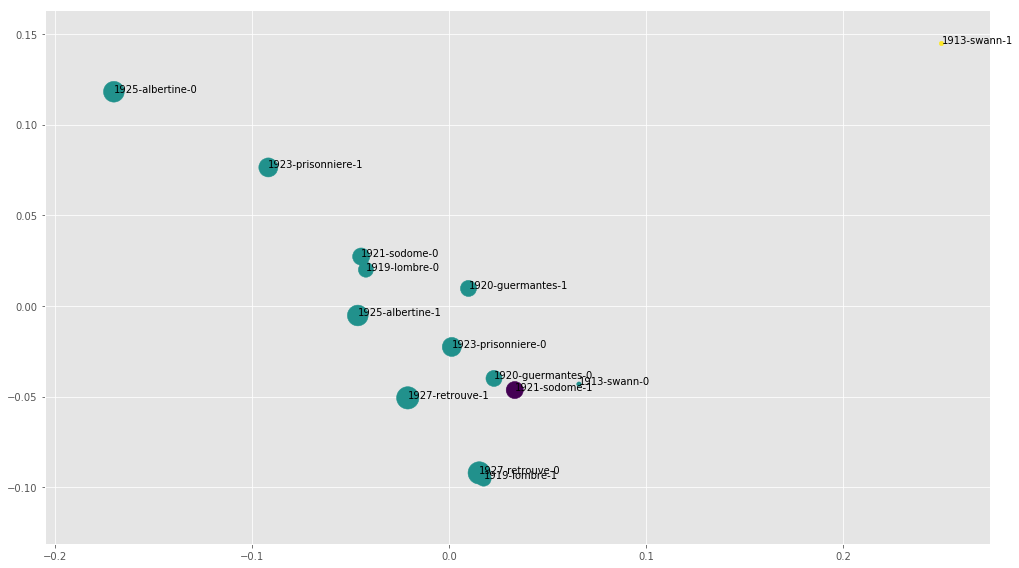 0.15
1913-swann-1
1925-albertine-0
0.10
1923-prisonniere-1
0.05
1921-sodome-0
1919-lombre-0
1920-guermantes-1
0.00
1925-albertine-1
1923-prisonniere-0
1920-guermantes-0
1913-swann-0
1921-sodome-1
−0.05
1927-retrouve-1
1927-retrouve-0
1919-lombre-1
−0.10
−0.2
−0.1
0.0
0.1
0.2